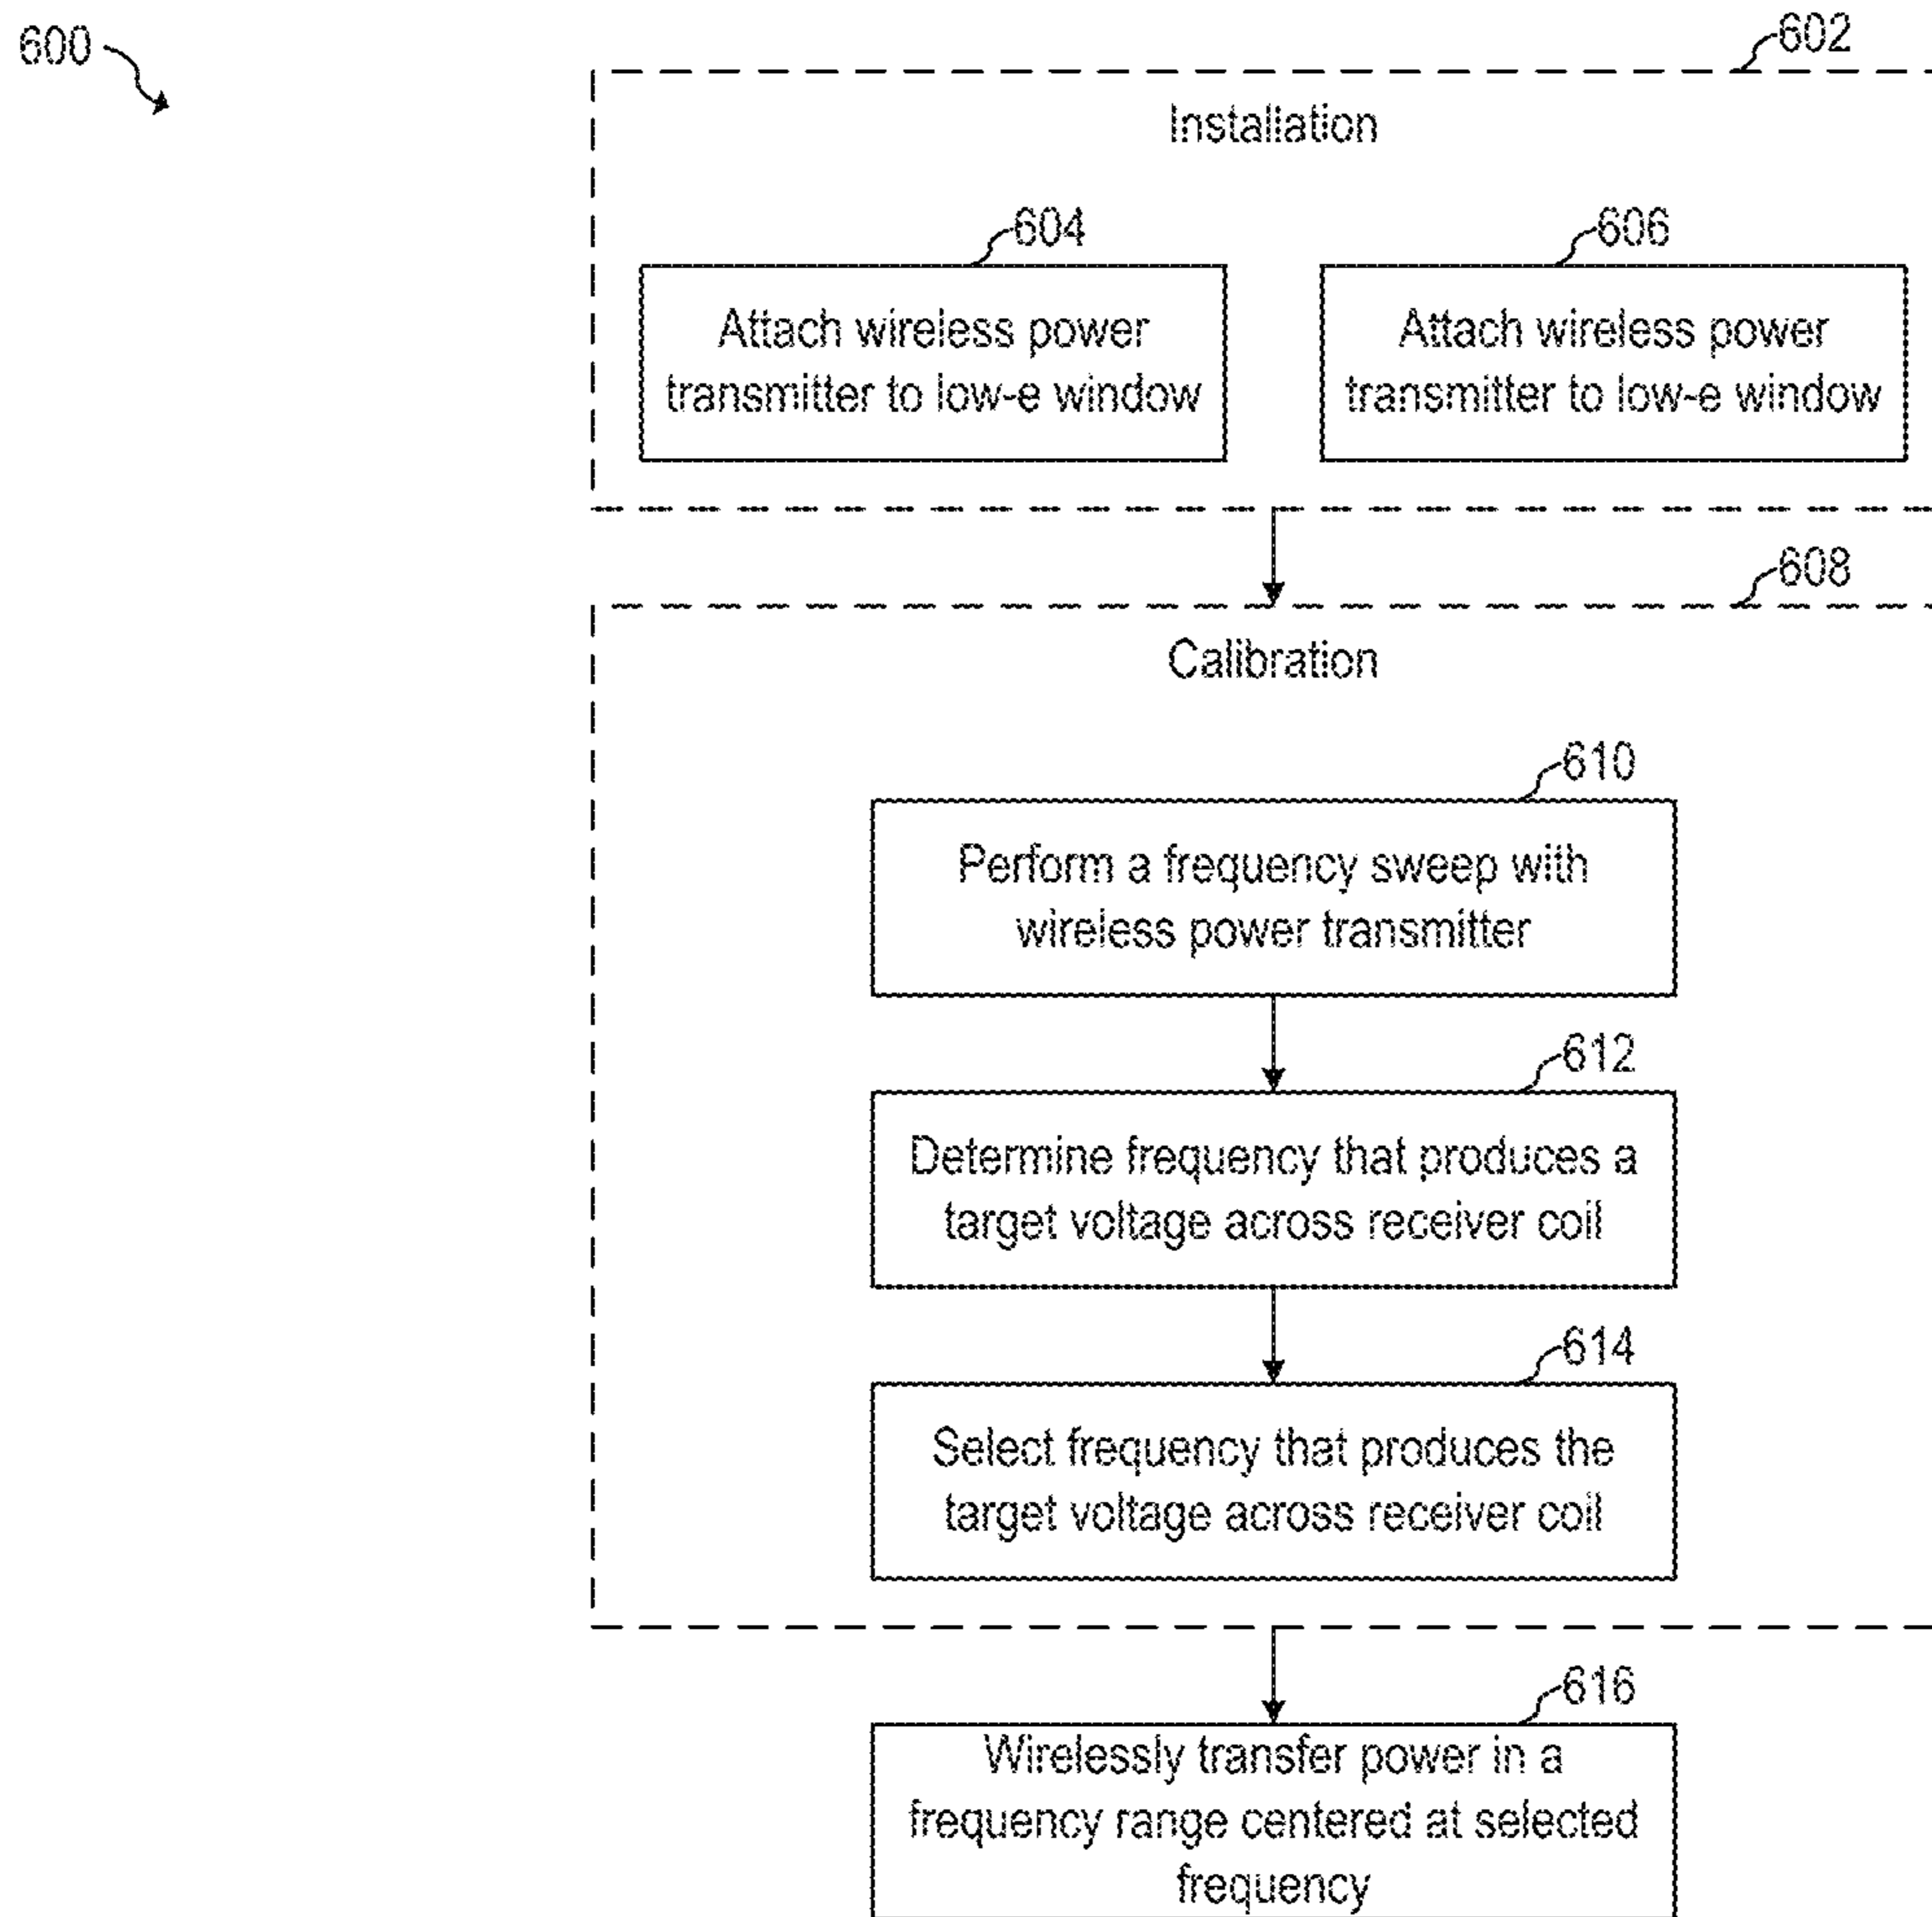 600
602
Installation
604
606
Attach wireless power
transmitter to low-e window
Attach wireless power
transmitter to low-e window
608
Calibration
610
Perform a frequency sweep with
wireless power transmitter
612
Determine frequency that produces a
target voltage across receiver coil
614
Select frequency that produces the
target voltage across receiver coil
616
Wirelessly transfer power in a
frequency range centered at selected
frequency